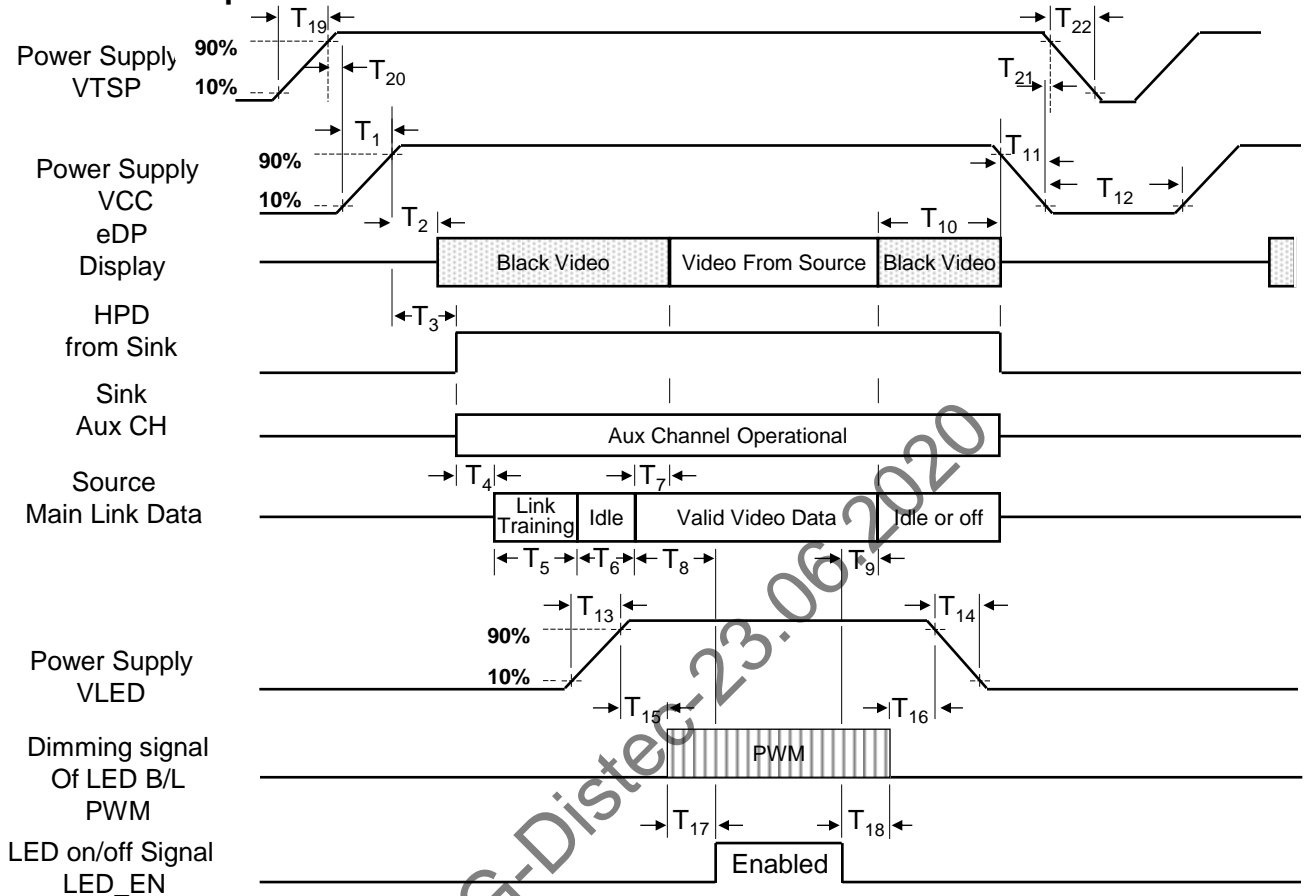 T19
T22
Power Supply
VTSP
90%
10%
T20
T21
T1
Power Supply
VCC
90%
10%
T11
T12
T2
T10
eDP
Display
Black Video
Video From Source
Black Video
HPD
from Sink
T3
Sink
Aux CH
Aux Channel Operational
Source
Main Link Data
T4
T7
Link
Training
Idle
Valid Video Data
Idle or off
T5
T6
T8
T9
Power Supply
VLED
90%
10%
T13
T14
T15
T16
Dimming signal
Of LED B/L
PWM
PWM
T17
T18
LED on/off Signal
LED_EN
Enabled
G-Distec-23.06.2020